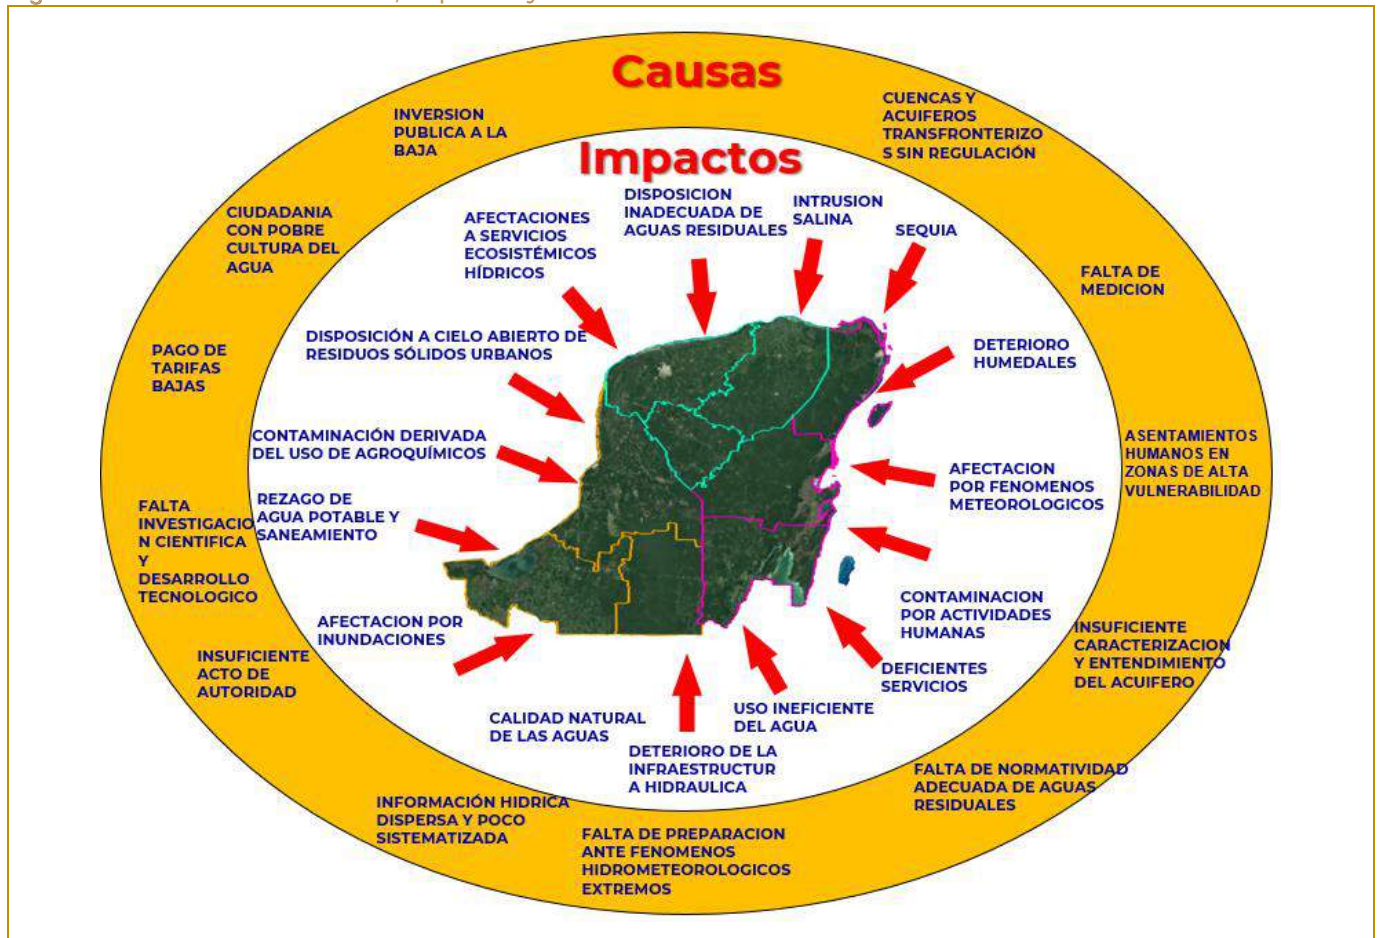 Causas
INVERSION
PUBLICA A LA
BAJA
CUENCAS Y
ACUIFEROS
TRANSFRONTERIZO
S SIN REGULACIÓN
CIUDADANIA
CON POBRE
CULTURA DEL
AGUA
FALTA DE
MEDICION
PAGO DE
TARIFAS
BAJAS
ASENTAMIENTOS
HUMANOS EN
ZONAS DE ALTA
VULNERABILIDAD
FALTA
INVESTIGACIO
N CIENTIFICA
Y
DESARROLLO
TECNOLOGICO
INSUFICIENTE
CARACTERIZACION
Y ENTENDIMIENTO
DEL ACUIFERO
INSUFICIENTE
ACTO DE
AUTORIDAD
FALTA DE NORMATIVIDAD
ADECUADA DE AGUAS
RESIDUALES
INFORMACIÓN HIDRICA
DISPERSA Y POCO
SISTEMATIZADA
FALTA DE PREPARACION
ANTE FENOMENOS
HIDROMETEOROLOGICOS
EXTREMOS
Impactos
AFECTACIONES
A SERVICIOS
ECOSISTÉMICOS
HÍDRICOS
DISPOSICION
INADECUADA DE
AGUAS RESIDUALES
INTRUSION
SALINA
SEQUIA
DISPOSICIÓN A CIELO ABIERTO DE
RESIDUOS SÓLIDOS URBANOS
DETERIORO
HUMEDALES
CONTAMINACIÓN DERIVADA
DEL USO DE AGROQUÍMICOS
AFECTACION
POR FENOMENOS
METEOROLOGICOS
REZAGO DE
AGUA POTABLE Y
SANEAMIENTO
CONTAMINACION
POR ACTIVIDADES
HUMANAS
AFECTACION POR
INUNDACIONES
DEFICIENTES
SERVICIOS
CALIDAD NATURAL
DE LAS AGUAS
USO INEFICIENTE
DEL AGUA
DETERIORO DE LA
INFRAESTRUCTUR
A HIDRAULICA